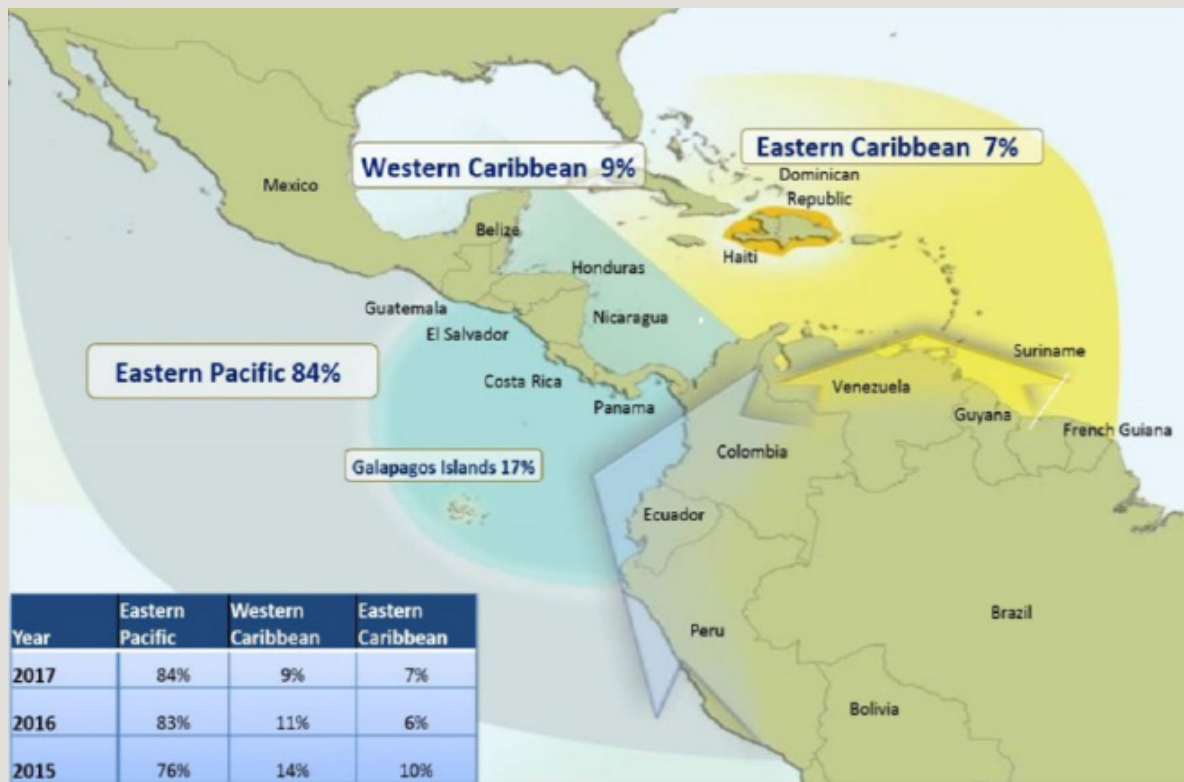 Western Caribbean 9%
Eastern Caribbean 7%
Dominican
Republic
Mexico
Belize
Haiti
Honduras
Guatemala
Nicaragua
El Salvador
Eastern Pacific 84%
Suriname
Costa Rica
Venezuela
Panama
Guyana
French Guiana
Colombia
Galapagos Islands 17%
Ecuador
Brazil
Peru
Bolivia
Year Eastern Pacific Western Caribbean Eastern Caribbean
2017 84% 9% 7%
2016 83% 11% 6%
2015 76% 14% 10%